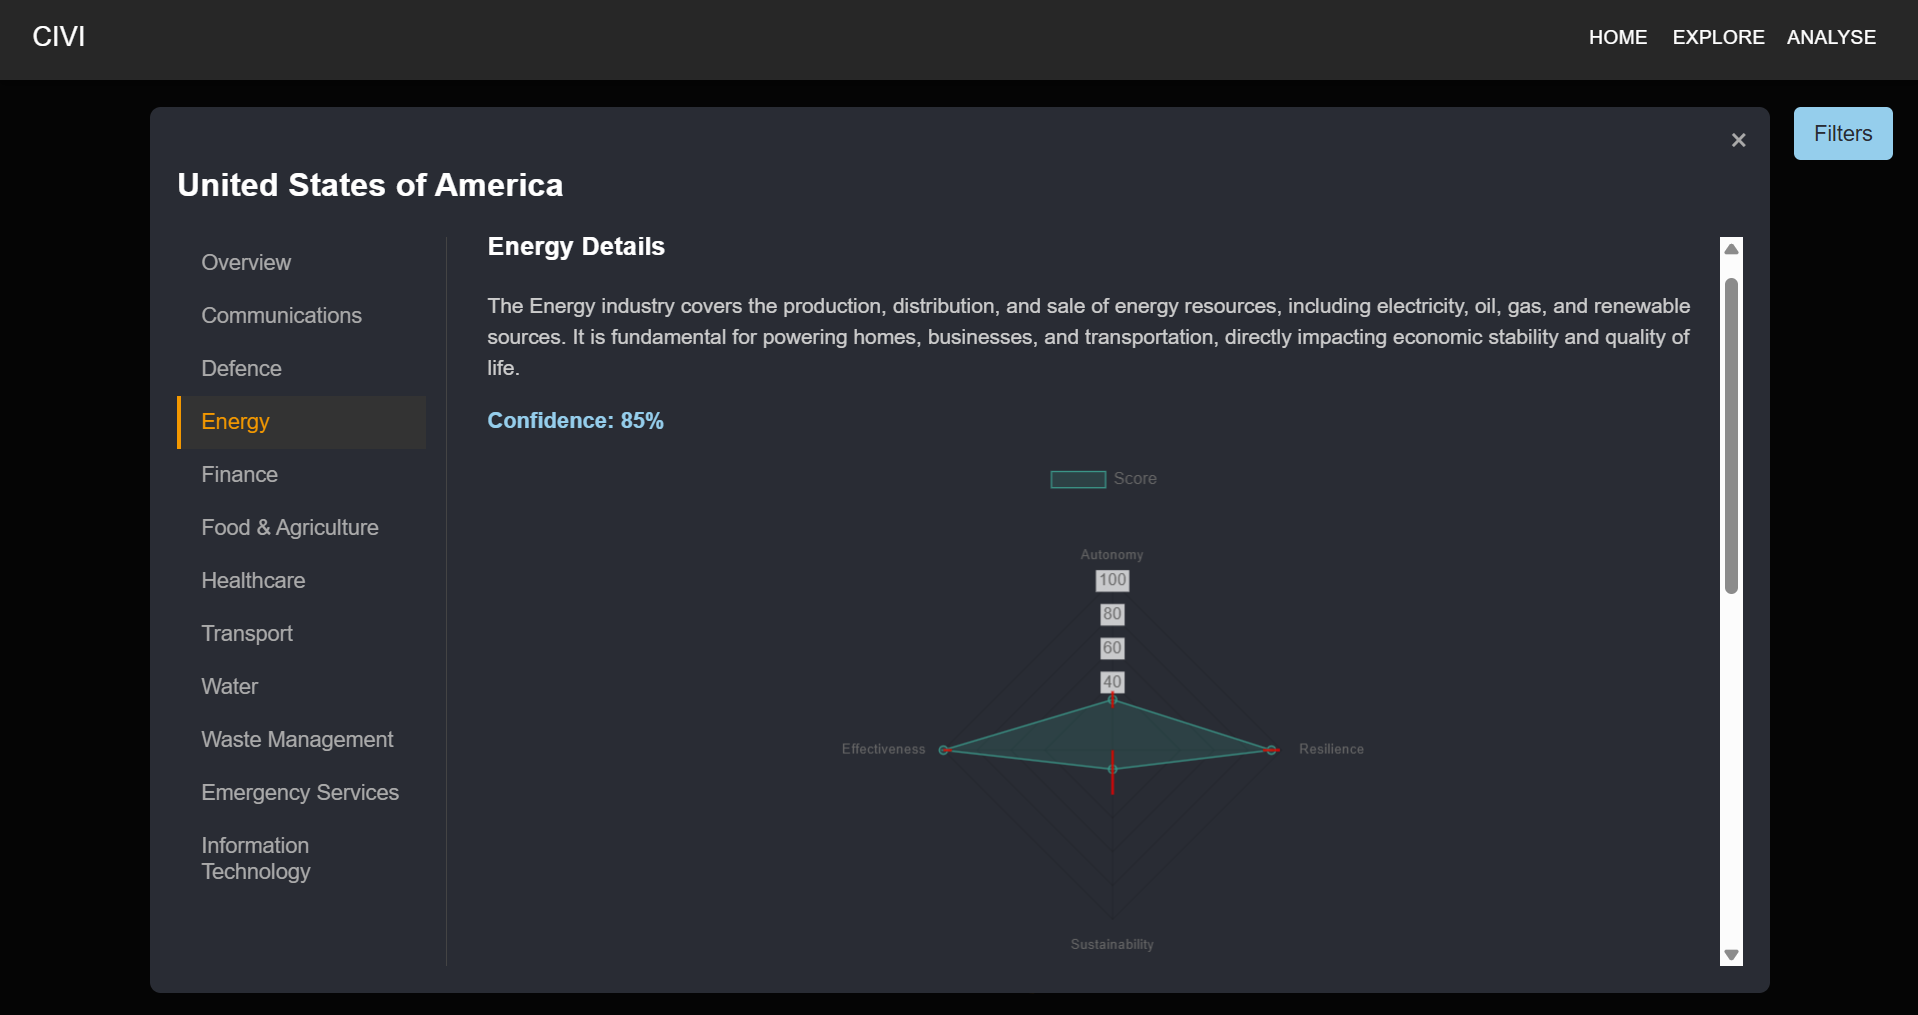 CIVI
HOME EXPLORE ANALYSE
Filters
×
United States of America
Overview
Communications
Defence
Energy
Finance
Food & Agriculture
Healthcare
Transport
Water
Waste Management
Emergency Services
Information
Technology
Energy Details
The Energy industry covers the production, distribution, and sale of energy resources, including electricity, oil, gas, and renewable
sources. It is fundamental for powering homes, businesses, and transportation, directly impacting economic stability and quality of
life.
Confidence: 85%
Score
Autonomy
100
80
60
40
Effectiveness
Resilience
Sustainability